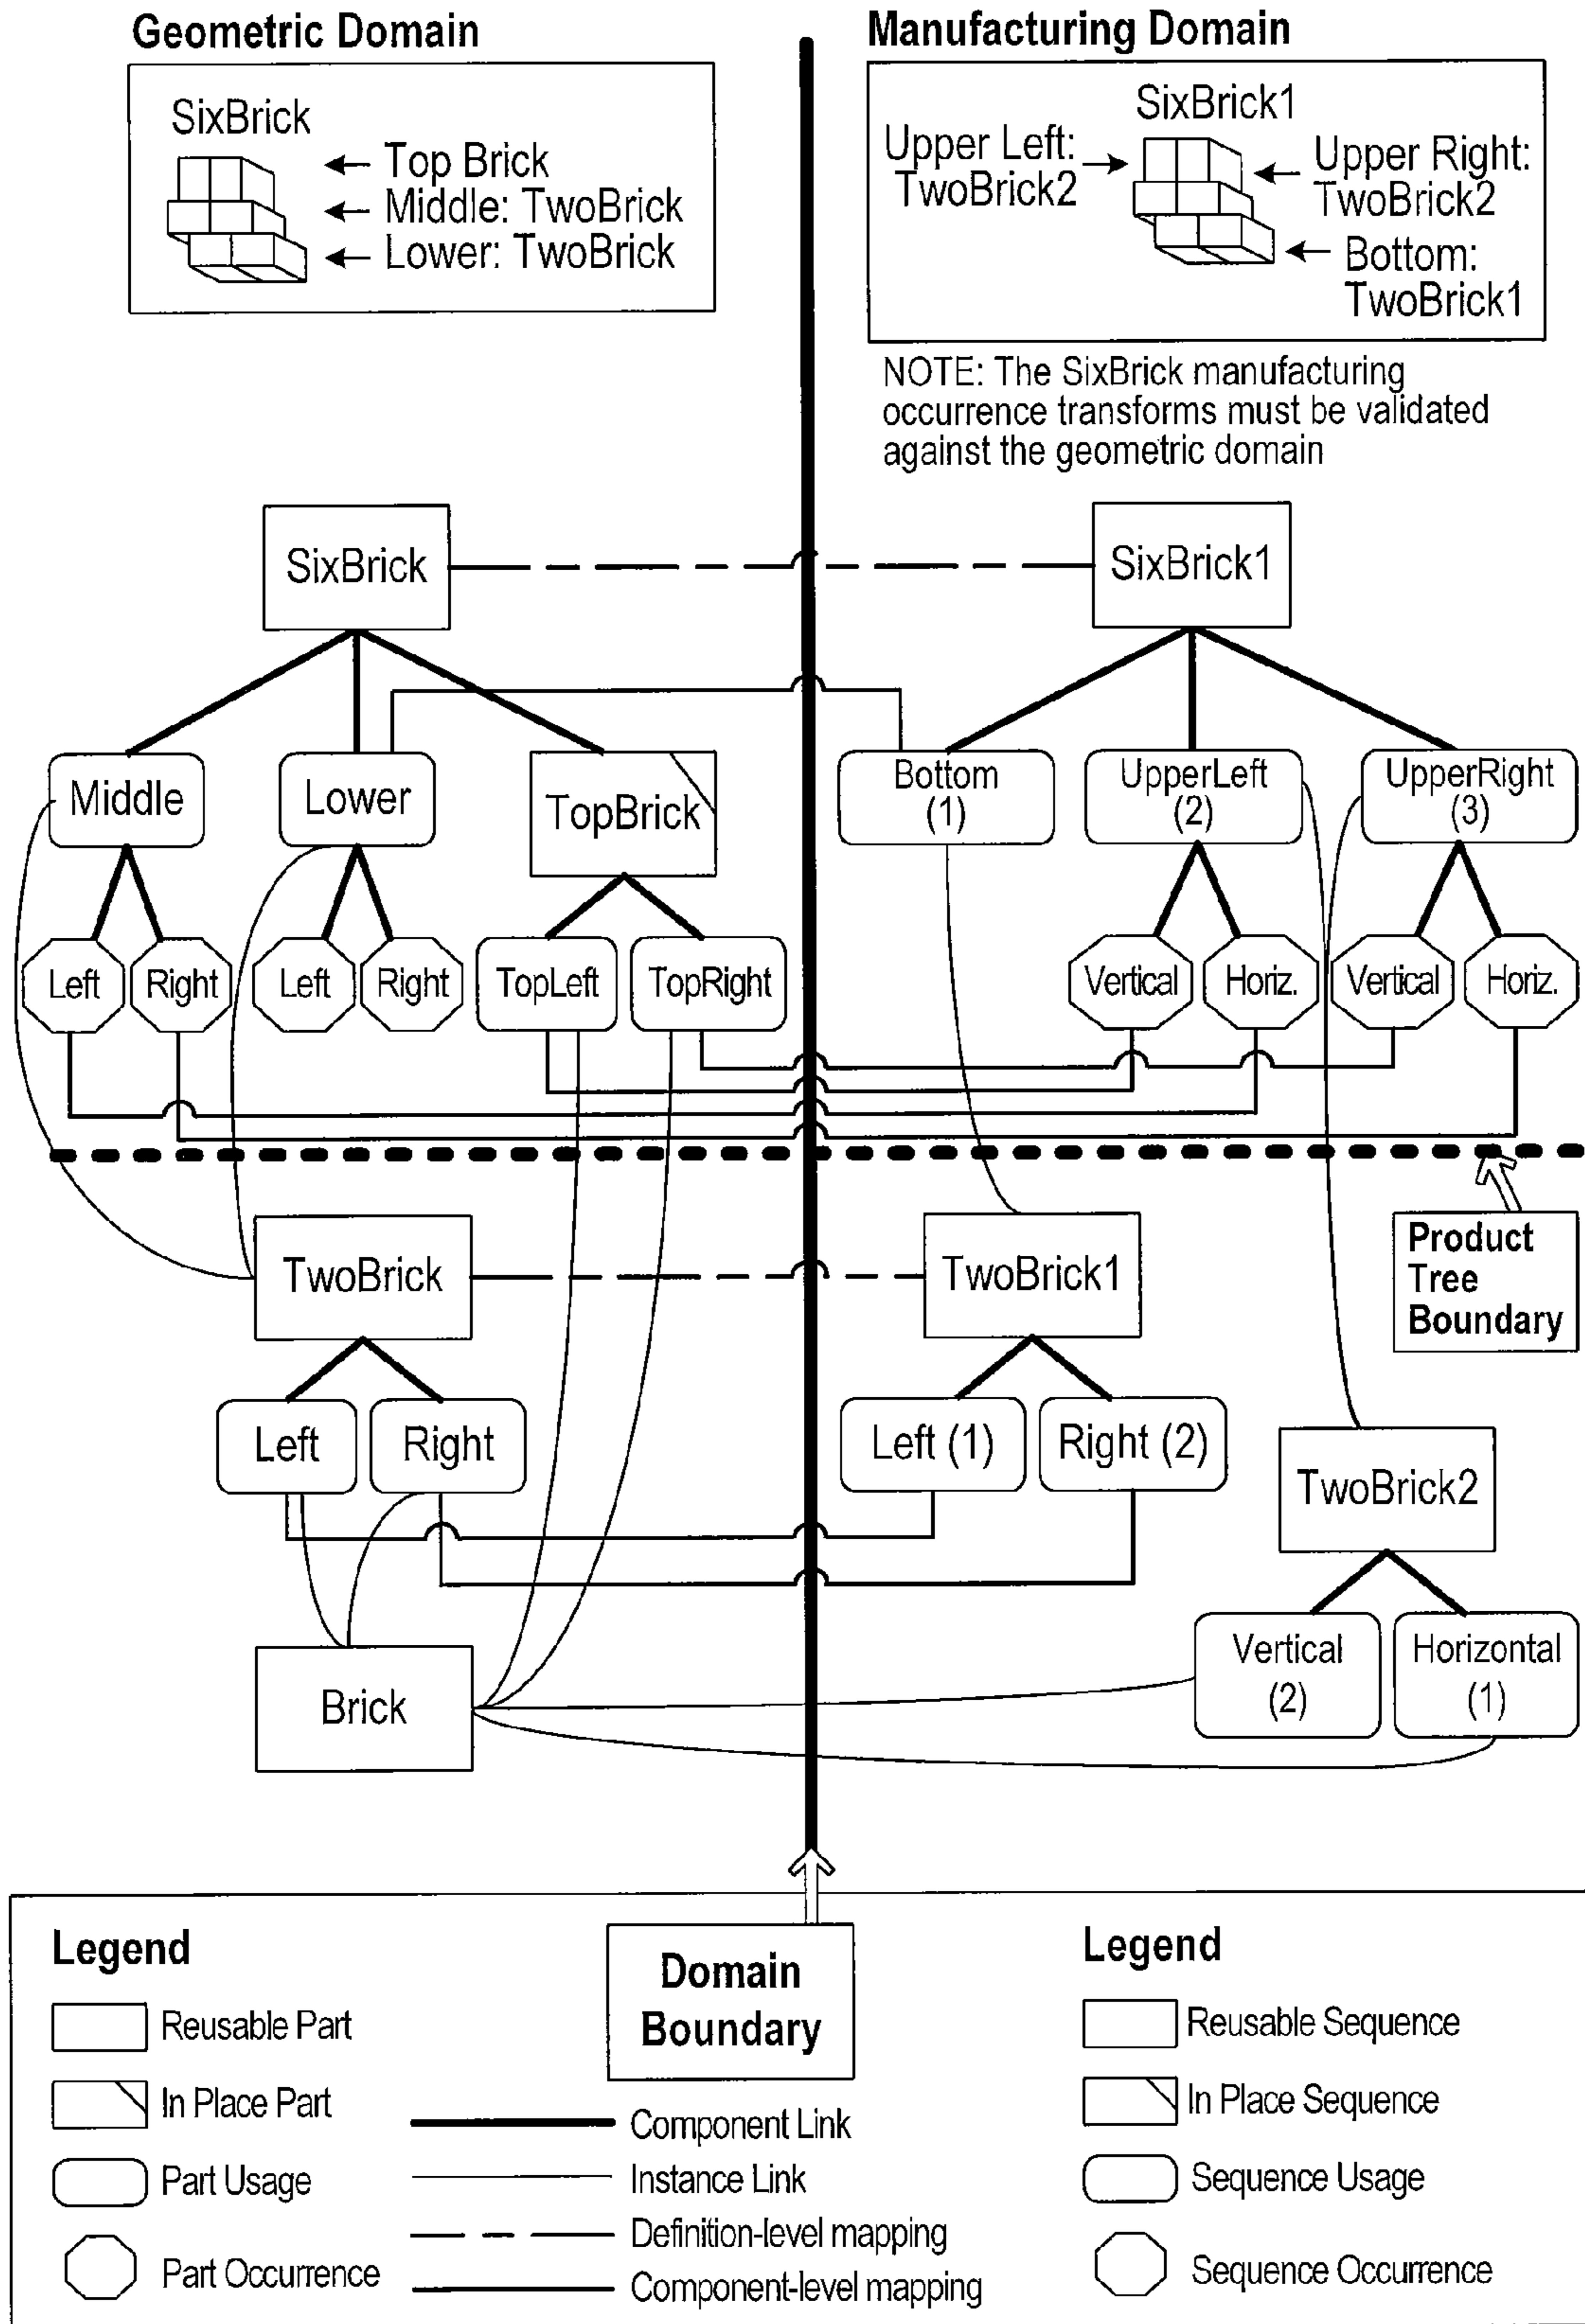 Geometric Domain
SixBrick
Top Brick
Middle: TwoBrick
Lower: TwoBrick
Manufacturing Domain
SixBrick1
Upper Left:
TwoBrick2
Upper Right:
TwoBrick2
Bottom:
TwoBrick1
NOTE: The SixBrick manufacturing
occurrence transforms must be validated
against the geometric domain
SixBrick
SixBrick1
Middle
Lower
TopBrick
Bottom
(1)
UpperLeft
(2)
UpperRight
(3)
Left
Right
Left
Right
TopLeft
TopRight
Vertical
Horiz.
Vertical
Horiz.
TwoBrick
TwoBrick1
Product
Tree
Boundary
Left
Right
Left (1)
Right (2)
TwoBrick2
Brick
Vertical
(2)
Horizontal
(1)
Legend
Reusable Part
In Place Part
Part Usage
Part Occurrence
Domain
Boundary
Component Link
Instance Link
Definition-level mapping
Component-level mapping
Legend
Reusable Sequence
In Place Sequence
Sequence Usage
Sequence Occurrence